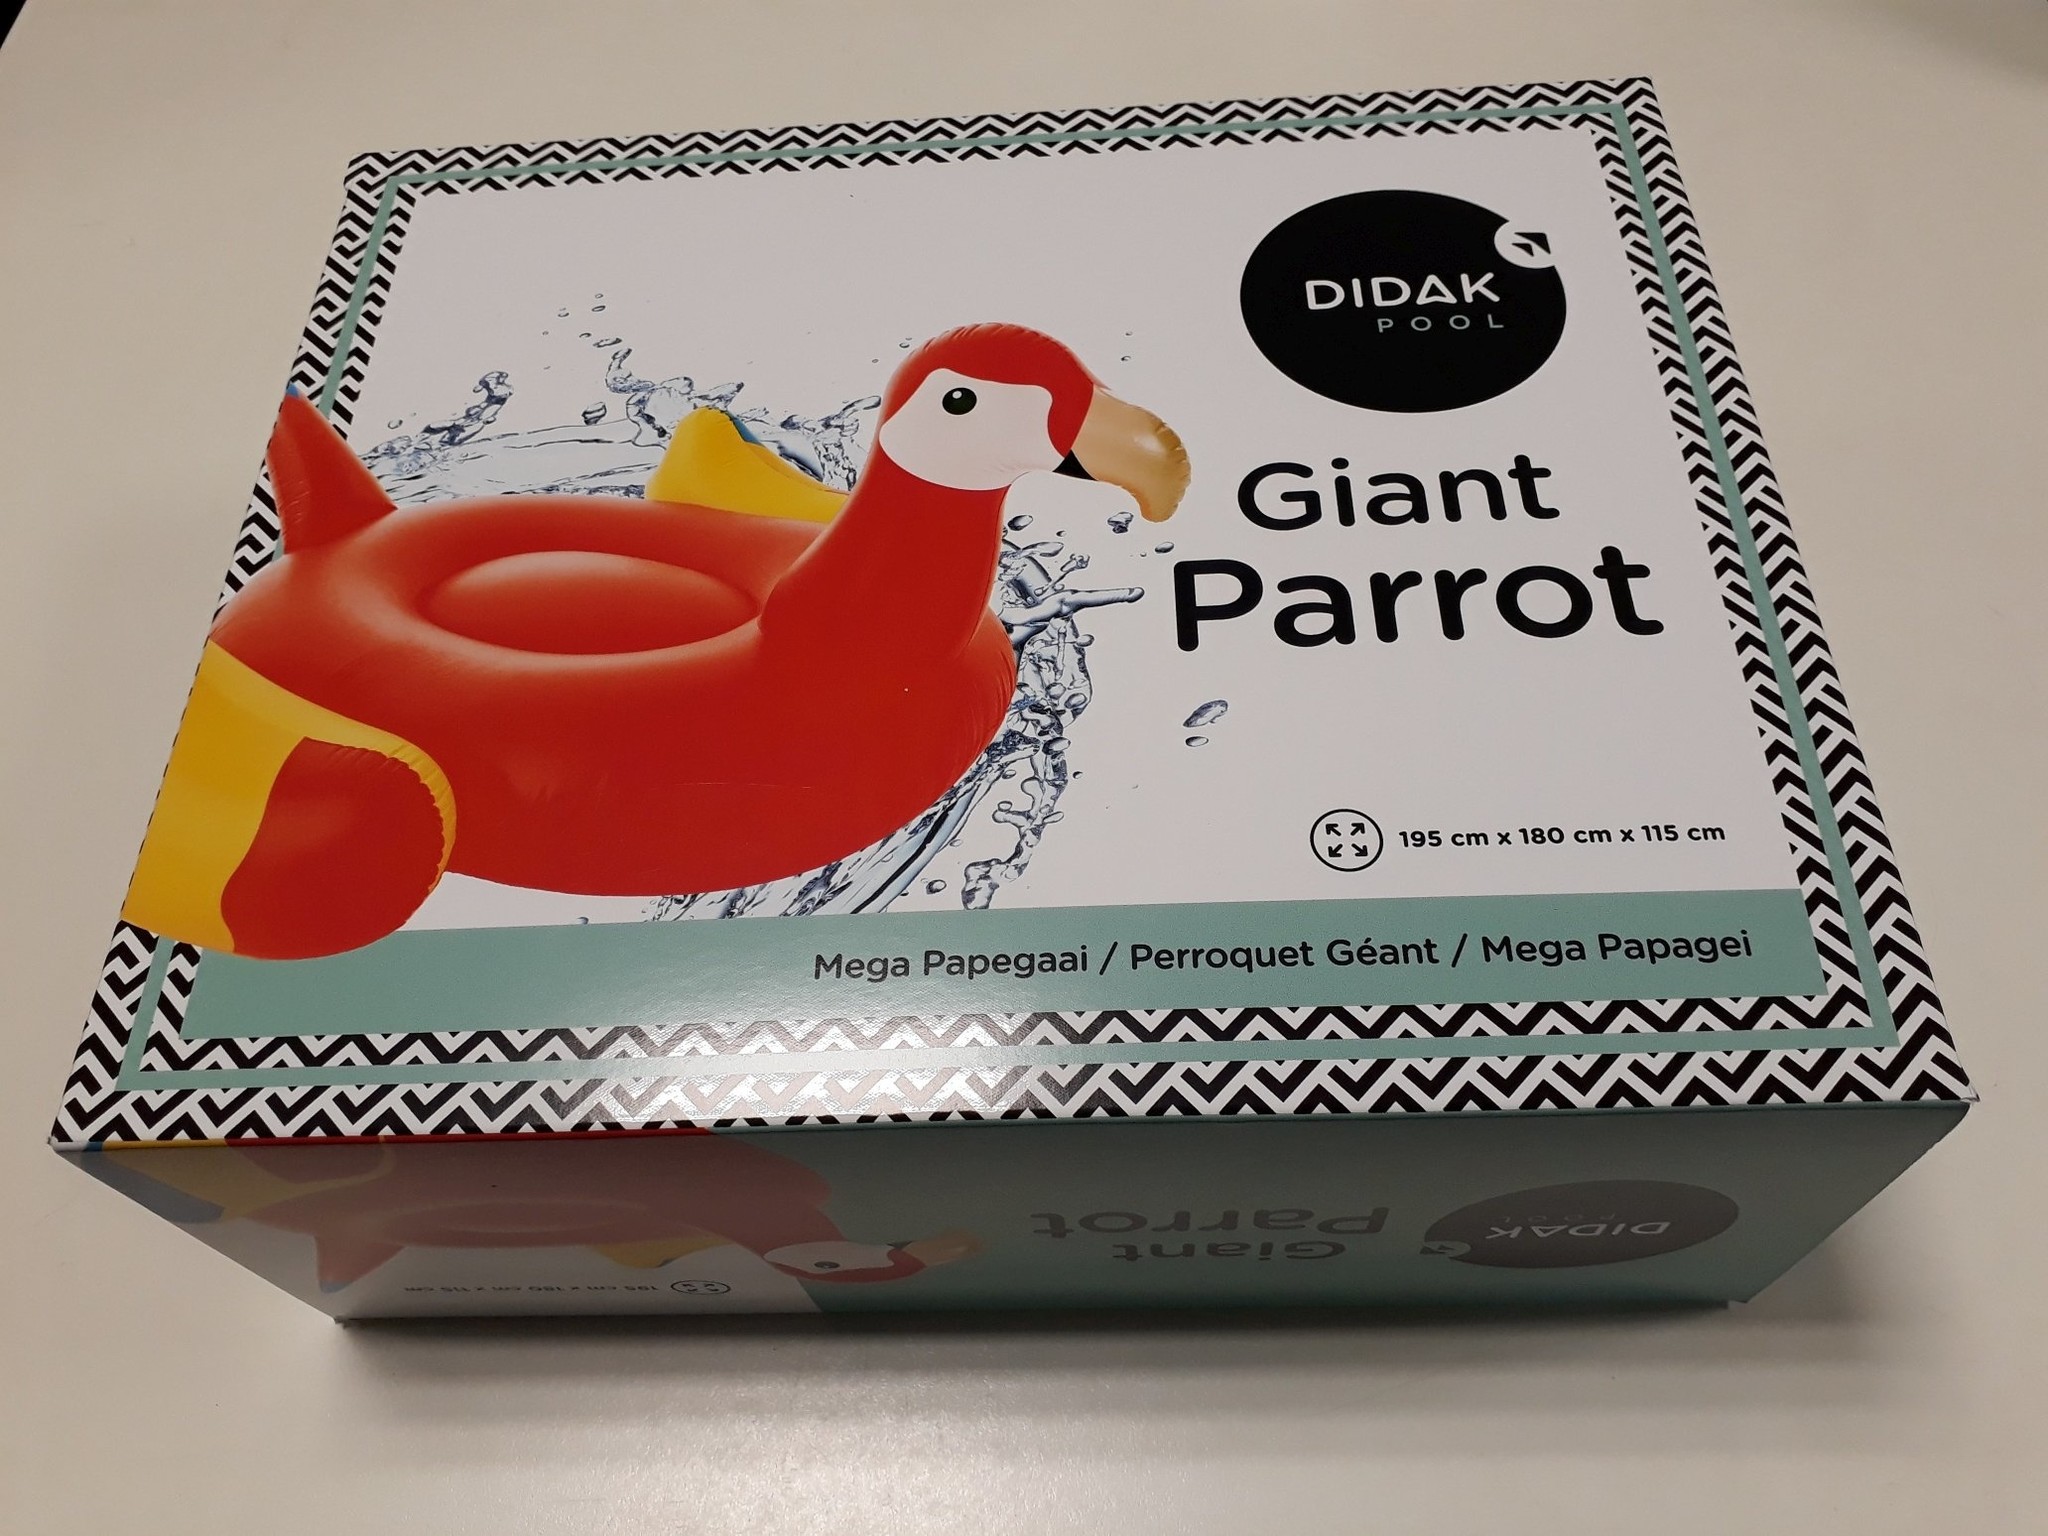 DIDAK
POOL
Giant
Parrot
195 cm x 180 cm x 115 cm
Mega Papegaai / Perroquet Géant / Mega Papagei
Giant
Parrot
DIDAK
POOL
195 cm x 180 cm x 115 cm